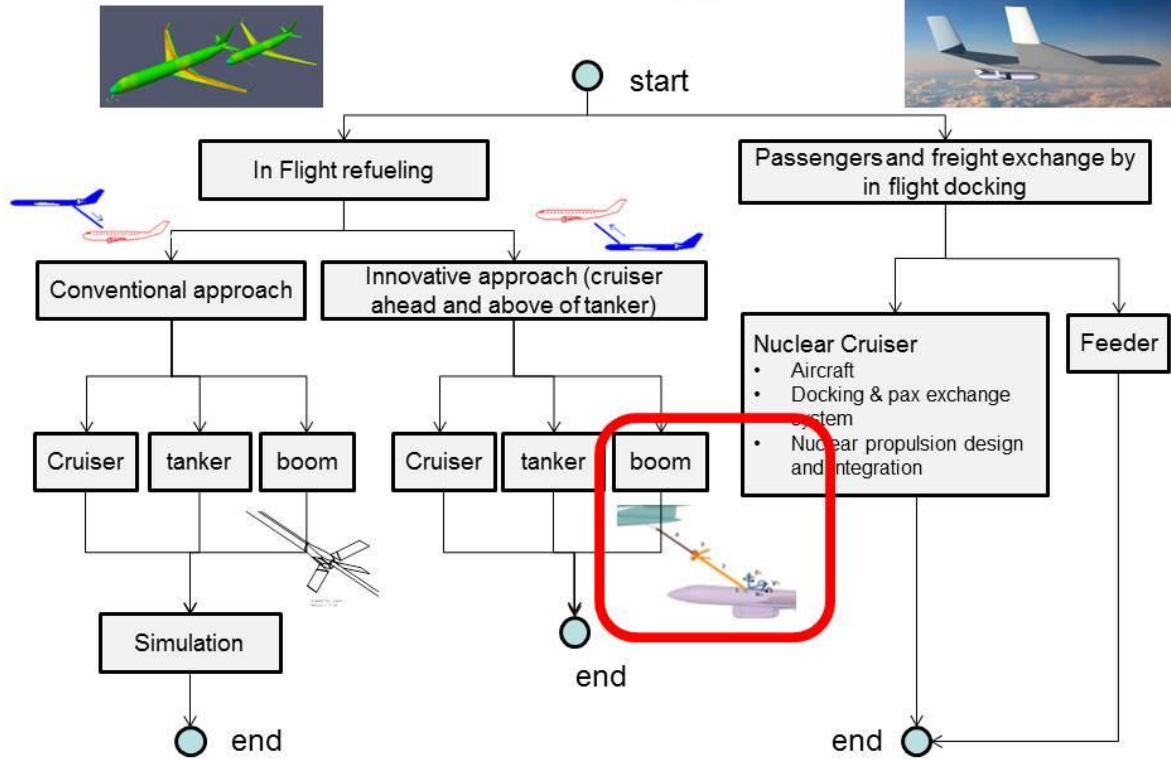 start
In Flight refueling
Passengers and freight exchange by
in flight docking
Conventional approach
Innovative approach (cruiser
ahead and above of tanker)
Nuclear Cruiser
• Aircraft
• Docking & pax exchange
system
• Nuclear propulsion design
and integration
Feeder
Cruiser
tanker
boom
Cruiser
tanker
boom
Simulation
end
end
end